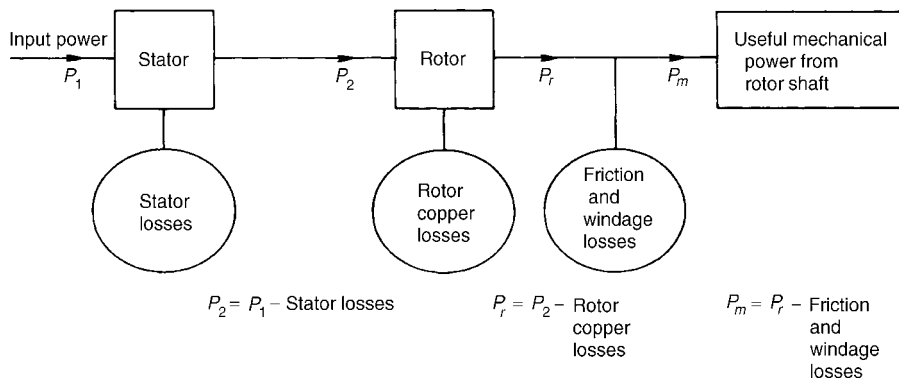 Input power
P1
Stator
P2
Rotor
Pr
Pm
Useful mechanical
power from
rotor shaft
Stator
losses
Rotor
copper
losses
Friction
and
windage
losses
P2 = P1 – Stator losses
Pr = P2 – Rotor
copper
losses
Pm = Pr – Friction
and
windage
losses